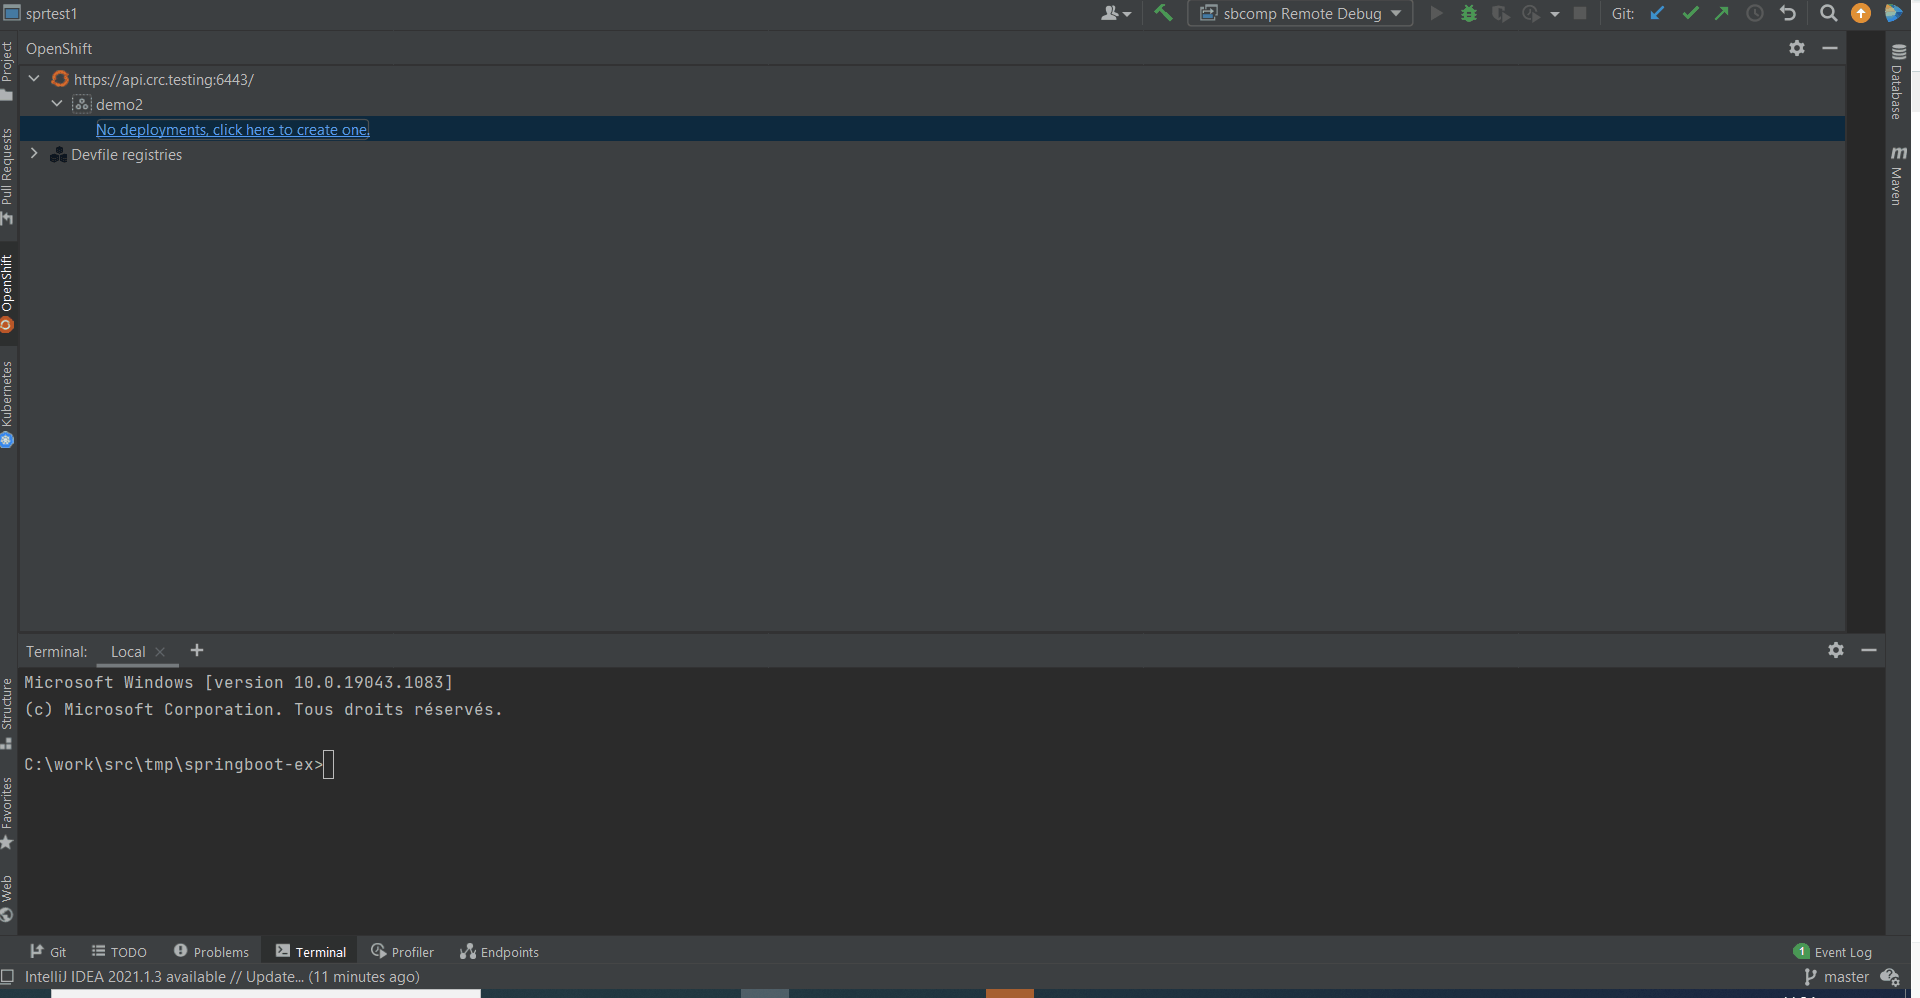 sprtest1
sbcomp Remote Debug
Git:
OpenShift
https://api.crc.testing:6443/
demo2
No deployments, click here to create one.
Devfile registries
Project
Pull Requests
OpenShift
Kubernetes
Structure
Favorites
Web
Database
m
Maven
Terminal:
Local
Microsoft Windows [version 10.0.19043.1083]
(c) Microsoft Corporation. Tous droits réservés.
C:\work\src\tmp\springboot-ex>
Git
TODO
Problems
Terminal
Profiler
Endpoints
1 Event Log
IntelliJ IDEA 2021.1.3 available // Update... (11 minutes ago)
master